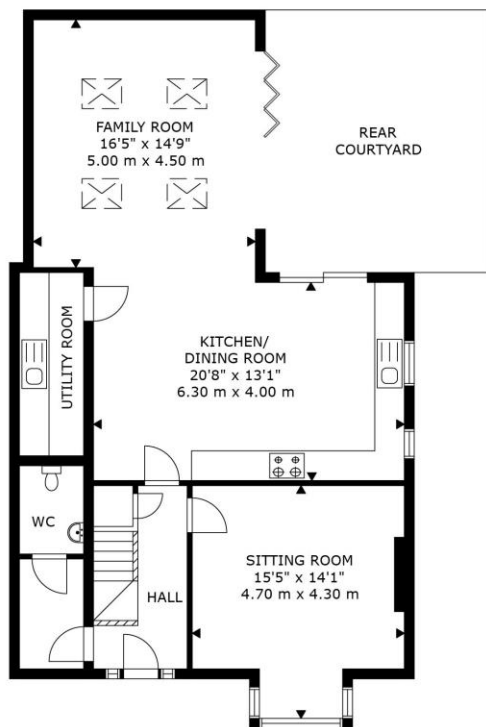 FAMILY ROOM
16'5" x 14'9"
5.00 m x 4.50 m
REAR
COURTYARD
UTILITY ROOM
KITCHEN/
DINING ROOM
20'8" x 13'1"
6.30 m x 4.00 m
WC
HALL
SITTING ROOM
15'5" x 14'1"
4.70 m x 4.30 m